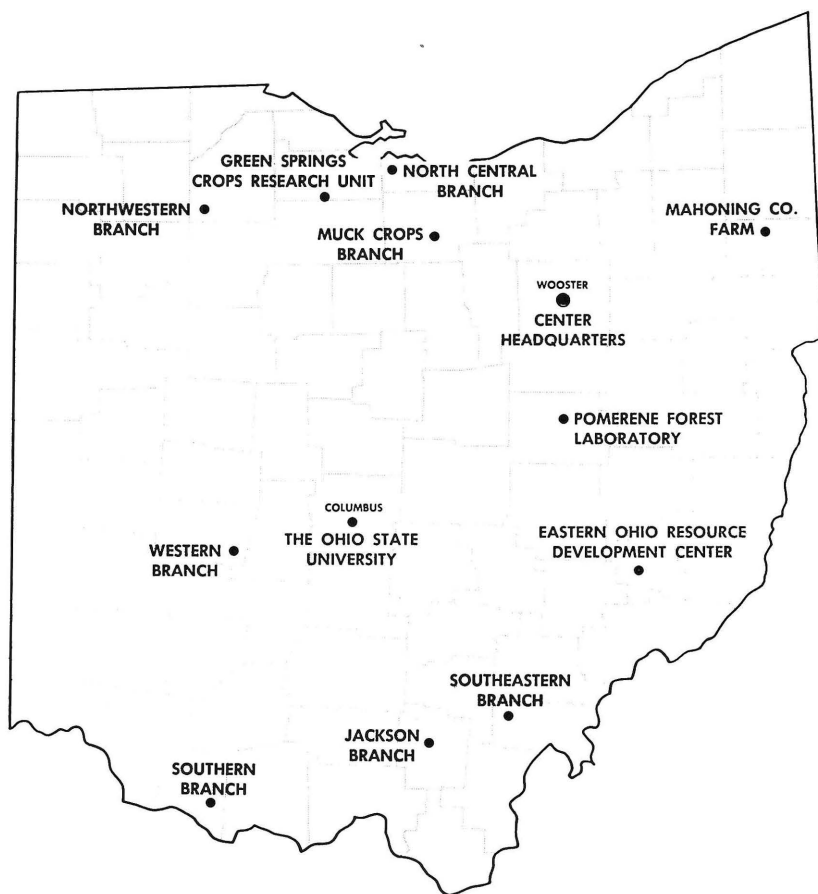 GREEN SPRINGS
CROPS RESEARCH UNIT
NORTH CENTRAL
BRANCH
NORTHWESTERN
BRANCH
MUCK CROPS
BRANCH
MAHONING CO.
FARM
WOOSTER
CENTER
HEADQUARTERS
POMERENE FOREST
LABORATORY
COLUMBUS
THE OHIO STATE
UNIVERSITY
WESTERN
BRANCH
EASTERN OHIO RESOURCE
DEVELOPMENT CENTER
SOUTHEASTERN
BRANCH
JACKSON
BRANCH
SOUTHERN
BRANCH